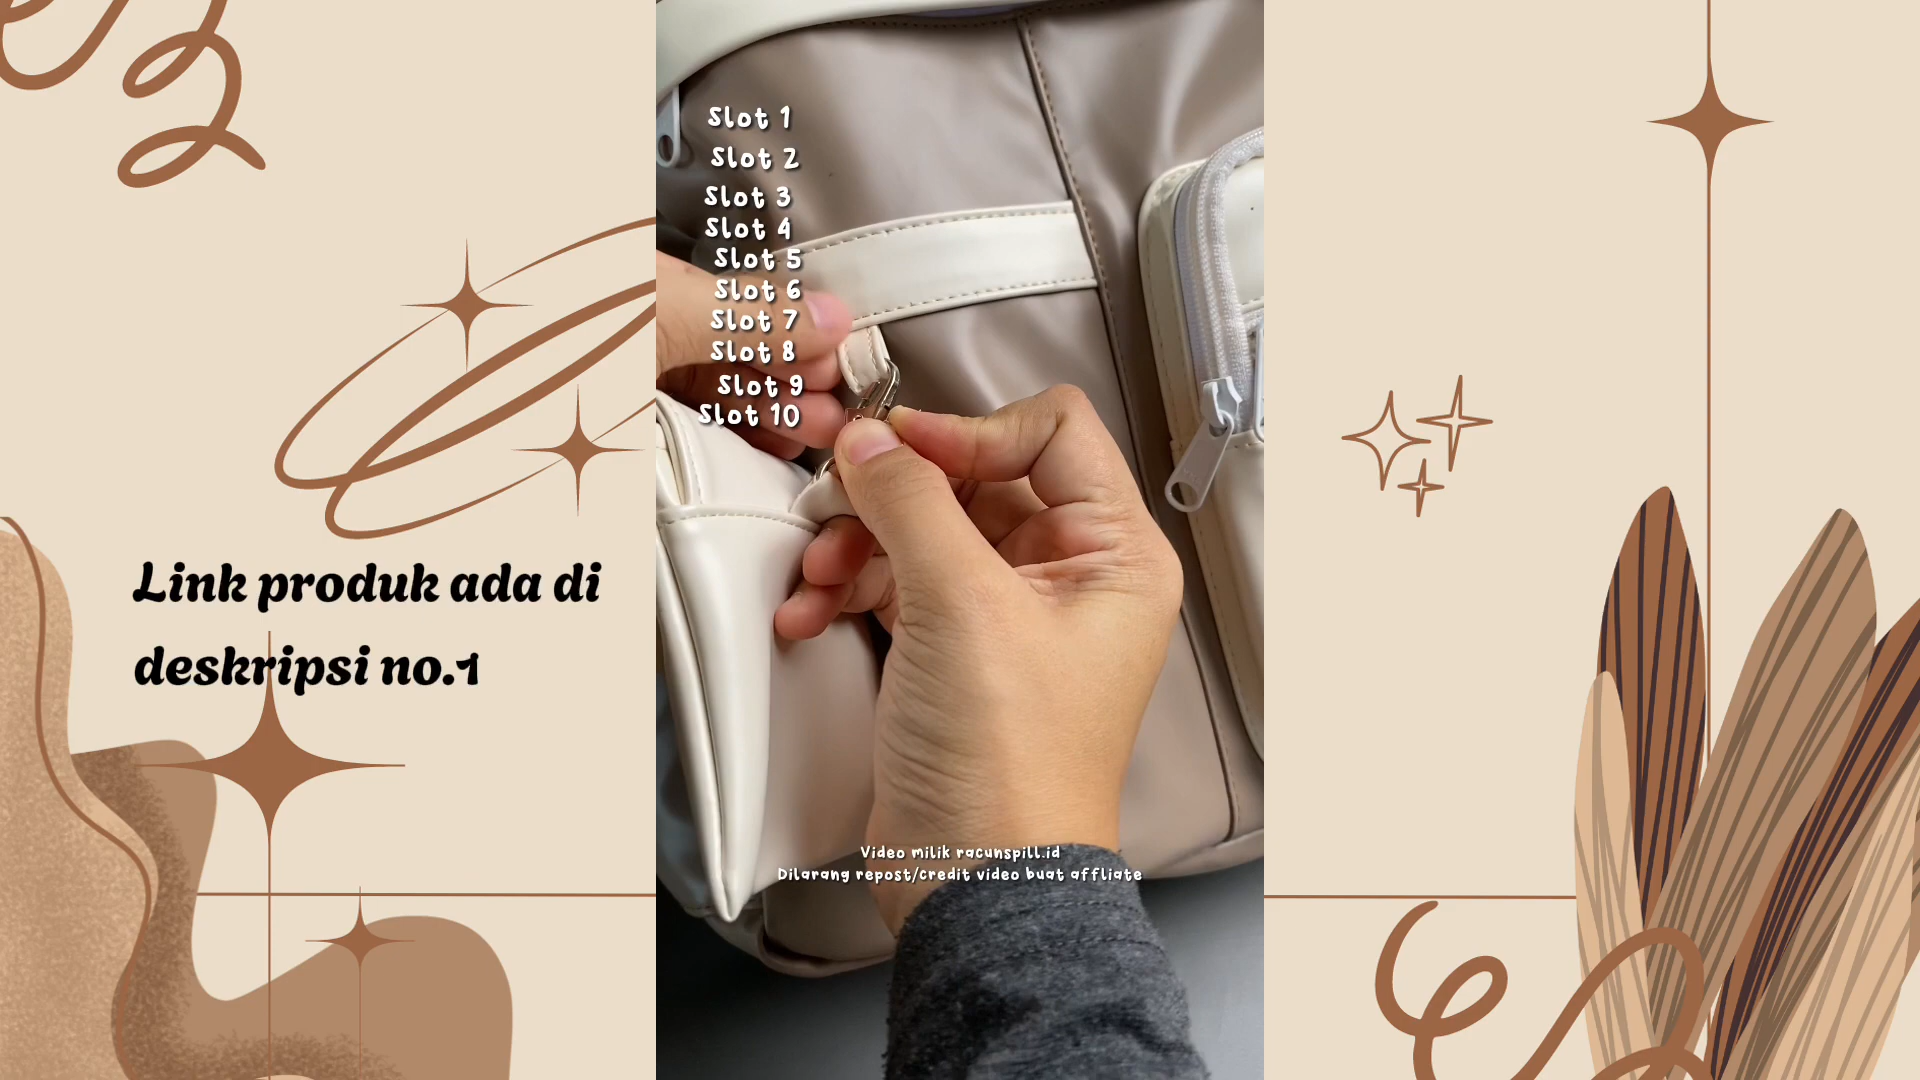 Slot 1
Slot 2
Slot 3
Slot 4
Slot 5
Slot 6
Slot 7
Slot 8
Slot 9
Slot 10
Link produk ada di
deskripsi no.1
Video milik racunspill.id
Dilarang repost/credit video buat affliate